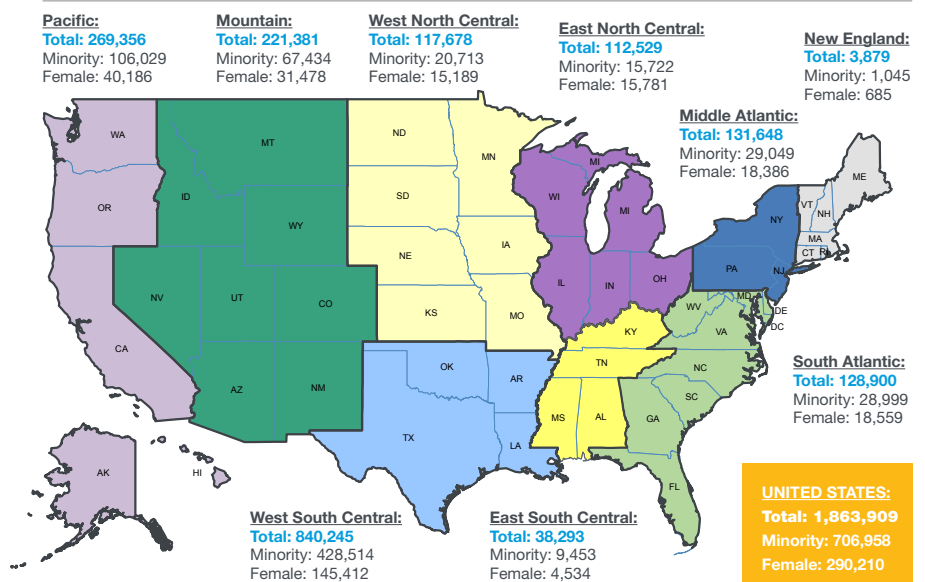 Pacific:
Total: 269,356
Minority: 106,029
Female: 40,186
Mountain:
Total: 221,381
Minority: 67,434
Female: 31,478
West North Central:
Total: 117,678
Minority: 20,713
Female: 15,189
East North Central:
Total: 112,529
Minority: 15,722
Female: 15,781
New England:
Total: 3,879
Minority: 1,045
Female: 685
Middle Atlantic:
Total: 131,648
Minority: 29,049
Female: 18,386
WA
OR
CA
AK
HI
MT
ID
WY
NV
UT
CO
AZ
NM
ND
SD
NE
KS
MN
IA
MO
WI
MI
MI
IL
IN
OH
NY
PA
NJ
VT
NH
ME
MA
CT
RI
OK
AR
TX
LA
KY
TN
MS
AL
WV
MD
DE
DC
VA
NC
SC
GA
FL
South Atlantic:
Total: 128,900
Minority: 28,999
Female: 18,559
West South Central:
Total: 840,245
Minority: 428,514
Female: 145,412
East South Central:
Total: 38,293
Minority: 9,453
Female: 4,534
UNITED STATES:
Total: 1,863,909
Minority: 706,958
Female: 290,210